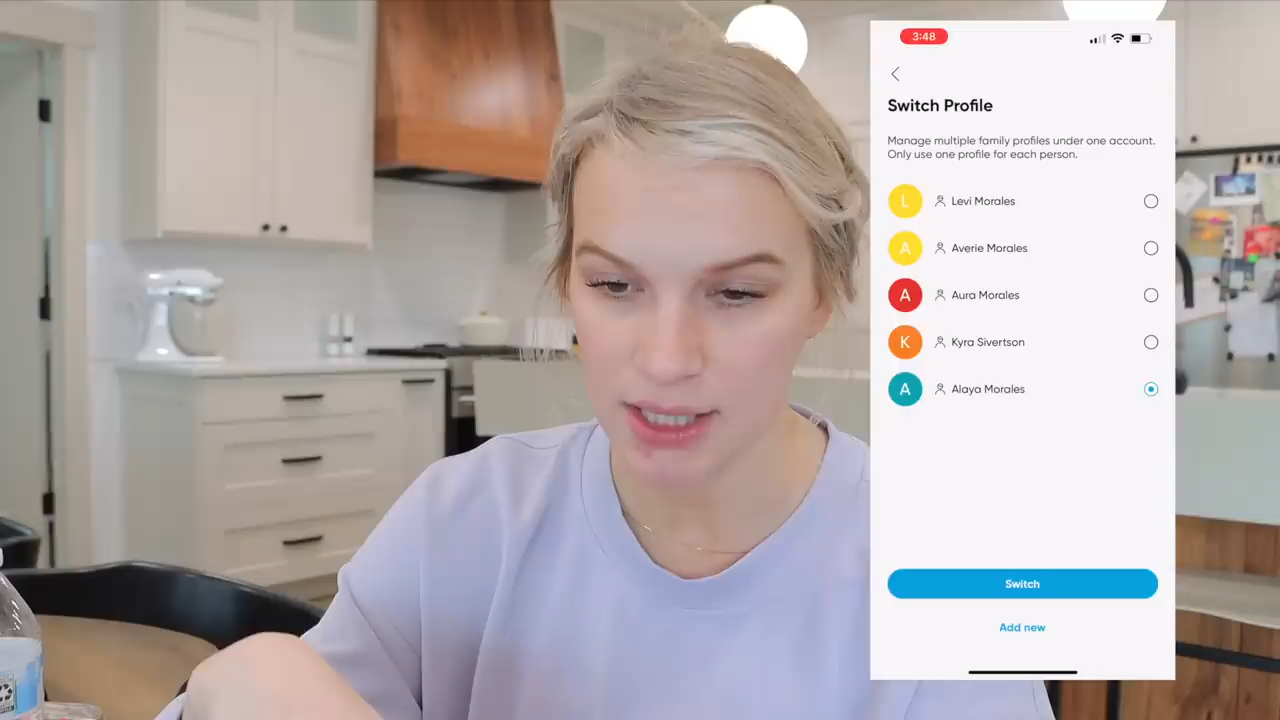 3:48
Switch Profile
Manage multiple family profiles under one account.
Only use one profile for each person.
L Levi Morales
A Averie Morales
A Aura Morales
K Kyra Sivertson
A Alaya Morales
Switch
Add new